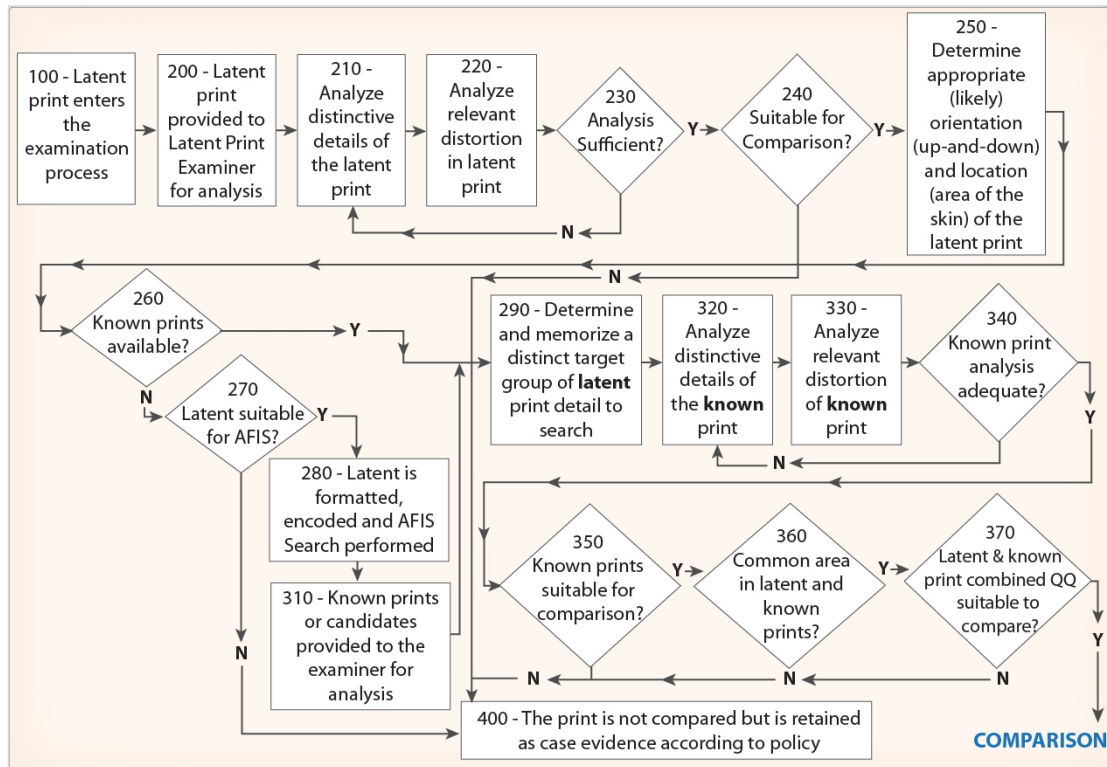 100 - Latent
print enters
the
examination
process
200 - Latent
print
provided to
Latent Print
Examiner
for analysis
210 -
Analyze
distinctive
details of
the latent
print
220 -
Analyze
relevant
distortion
in latent
print
230
Analysis
Sufficient?
Y
N
240
Suitable for
Comparison?
Y
N
250 -
Determine
appropriate
(likely)
orientation
(up-and-down)
and location
(area of the
skin) of the
latent print
260
Known prints
available?
Y
N
270
Latent suitable
for AFIS?
Y
N
280 - Latent is
formatted,
encoded and AFIS
Search performed
310 - Known prints
or candidates
provided to the
examiner for
analysis
290 - Determine
and memorize a
distinct target
group of latent
print detail to
search
320 -
Analyze
distinctive
details of
the known
print
330 -
Analyze
relevant
distortion
of known
print
340
Known print
analysis
adequate?
Y
N
350
Known prints
suitable for
comparison?
Y
N
360
Common area
in latent and
known
prints?
Y
N
370
Latent & known
print combined QQ
suitable to
compare?
Y
N
400 - The print is not compared but is retained
as case evidence according to policy
COMPARISON